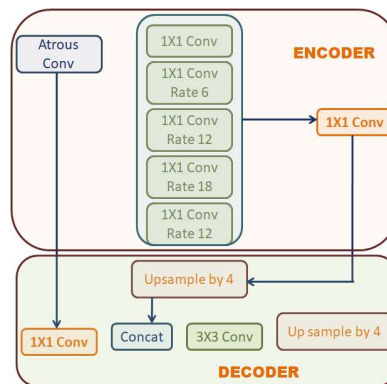 Atrous
Conv
1X1 Conv
1X1 Conv
Rate 6
1X1 Conv
Rate 12
1X1 Conv
Rate 18
1X1 Conv
Rate 12
ENCODER
1X1 Conv
Upsample by 4
1X1 Conv
Concat
3X3 Conv
Up sample by 4
DECODER